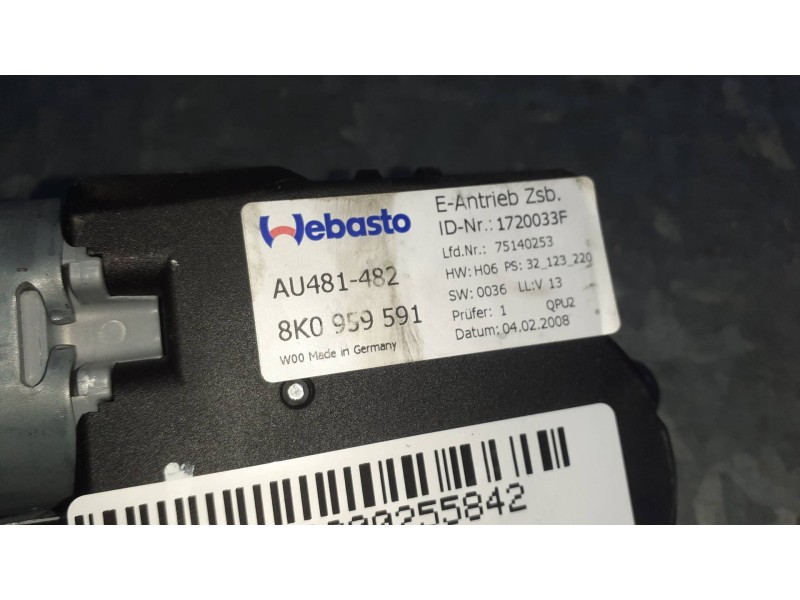 Webasto
AU481-482
8K0 959 591
W00 Made in Germany
E-Antrieb Zsb.
ID-Nr.: 1720033F
Lfd.Nr.: 75140253
HW: H06 PS: 32_123_220
SW: 0036 LL:V 13
Prüfer: 1 QPU2
Datum: 04.02.2008